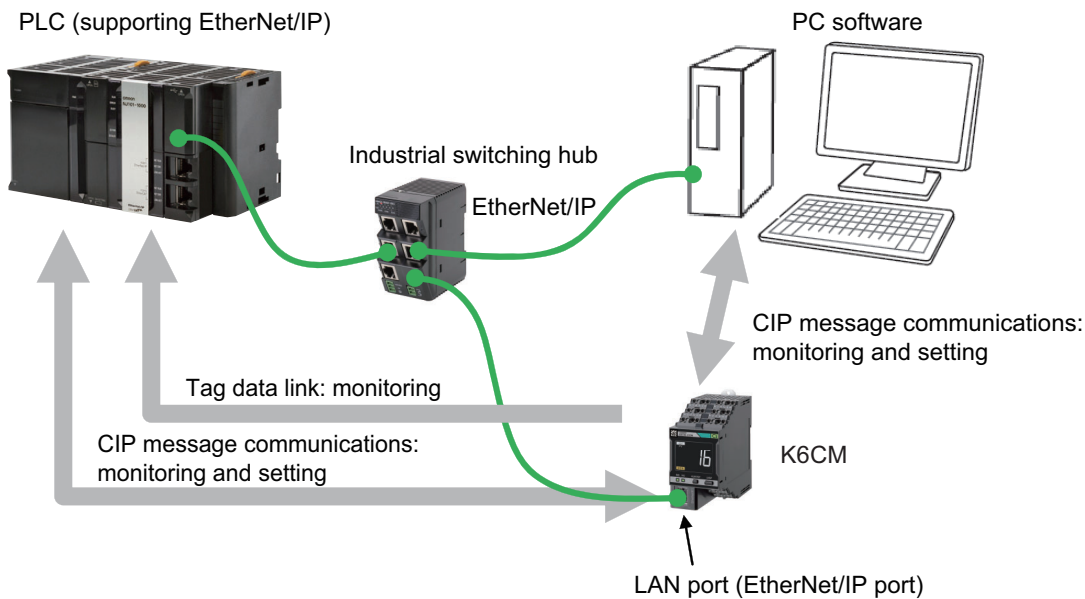 PLC (supporting EtherNet/IP)
PC software
Industrial switching hub
EtherNet/IP
CIP message communications:
monitoring and setting
Tag data link: monitoring
CIP message communications:
monitoring and setting
16
K6CM
LAN port (EtherNet/IP port)